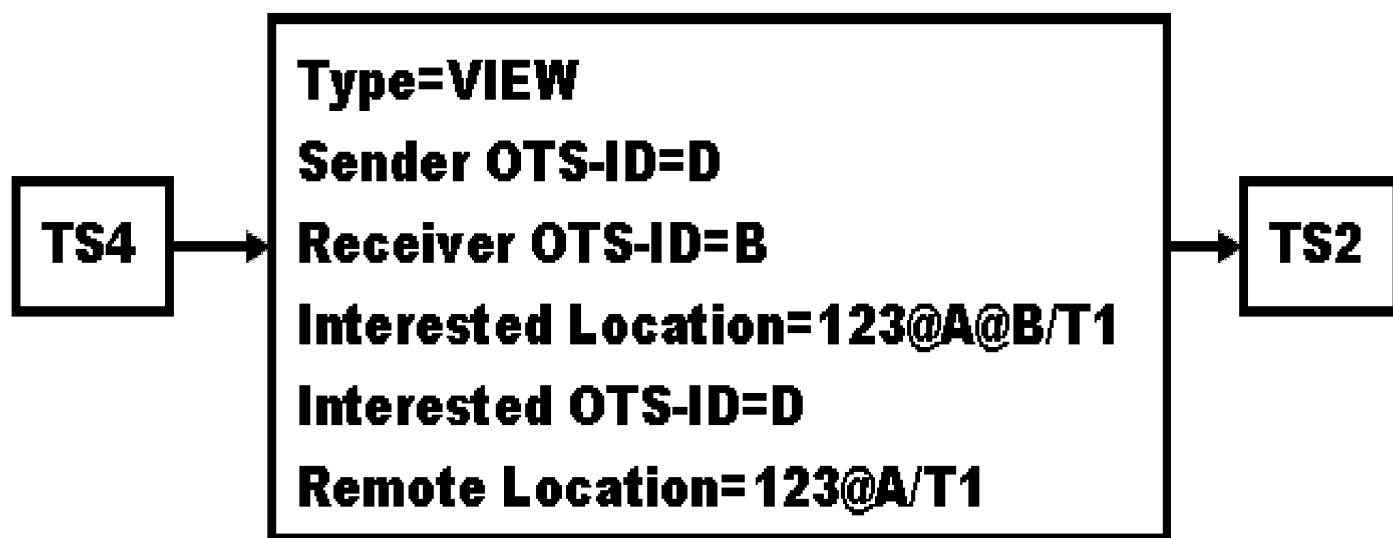 TS4
Type=VIEW
Sender OTS-ID=D
Receiver OTS-ID=B
Interested Location=123@A@B/T1
Interested OTS-ID=D
Remote Location=123@A/T1
TS2